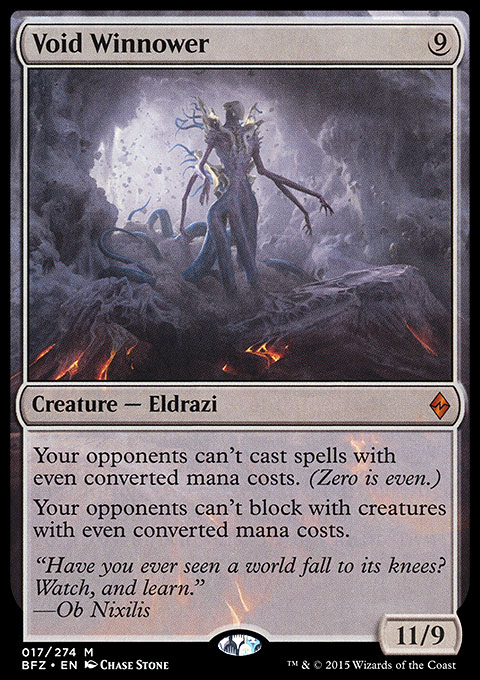 Void Winnower 9
Creature — Eldrazi
Your opponents can't cast spells with
even converted mana costs. (Zero is even.)
Your opponents can't block with creatures
with even converted mana costs.
“Have you ever seen a world fall to its knees?
Watch, and learn.”
—Ob Nixilis
11/9
017/274 M
BFZ • EN Chase Stone
™ & © 2015 Wizards of the Coast